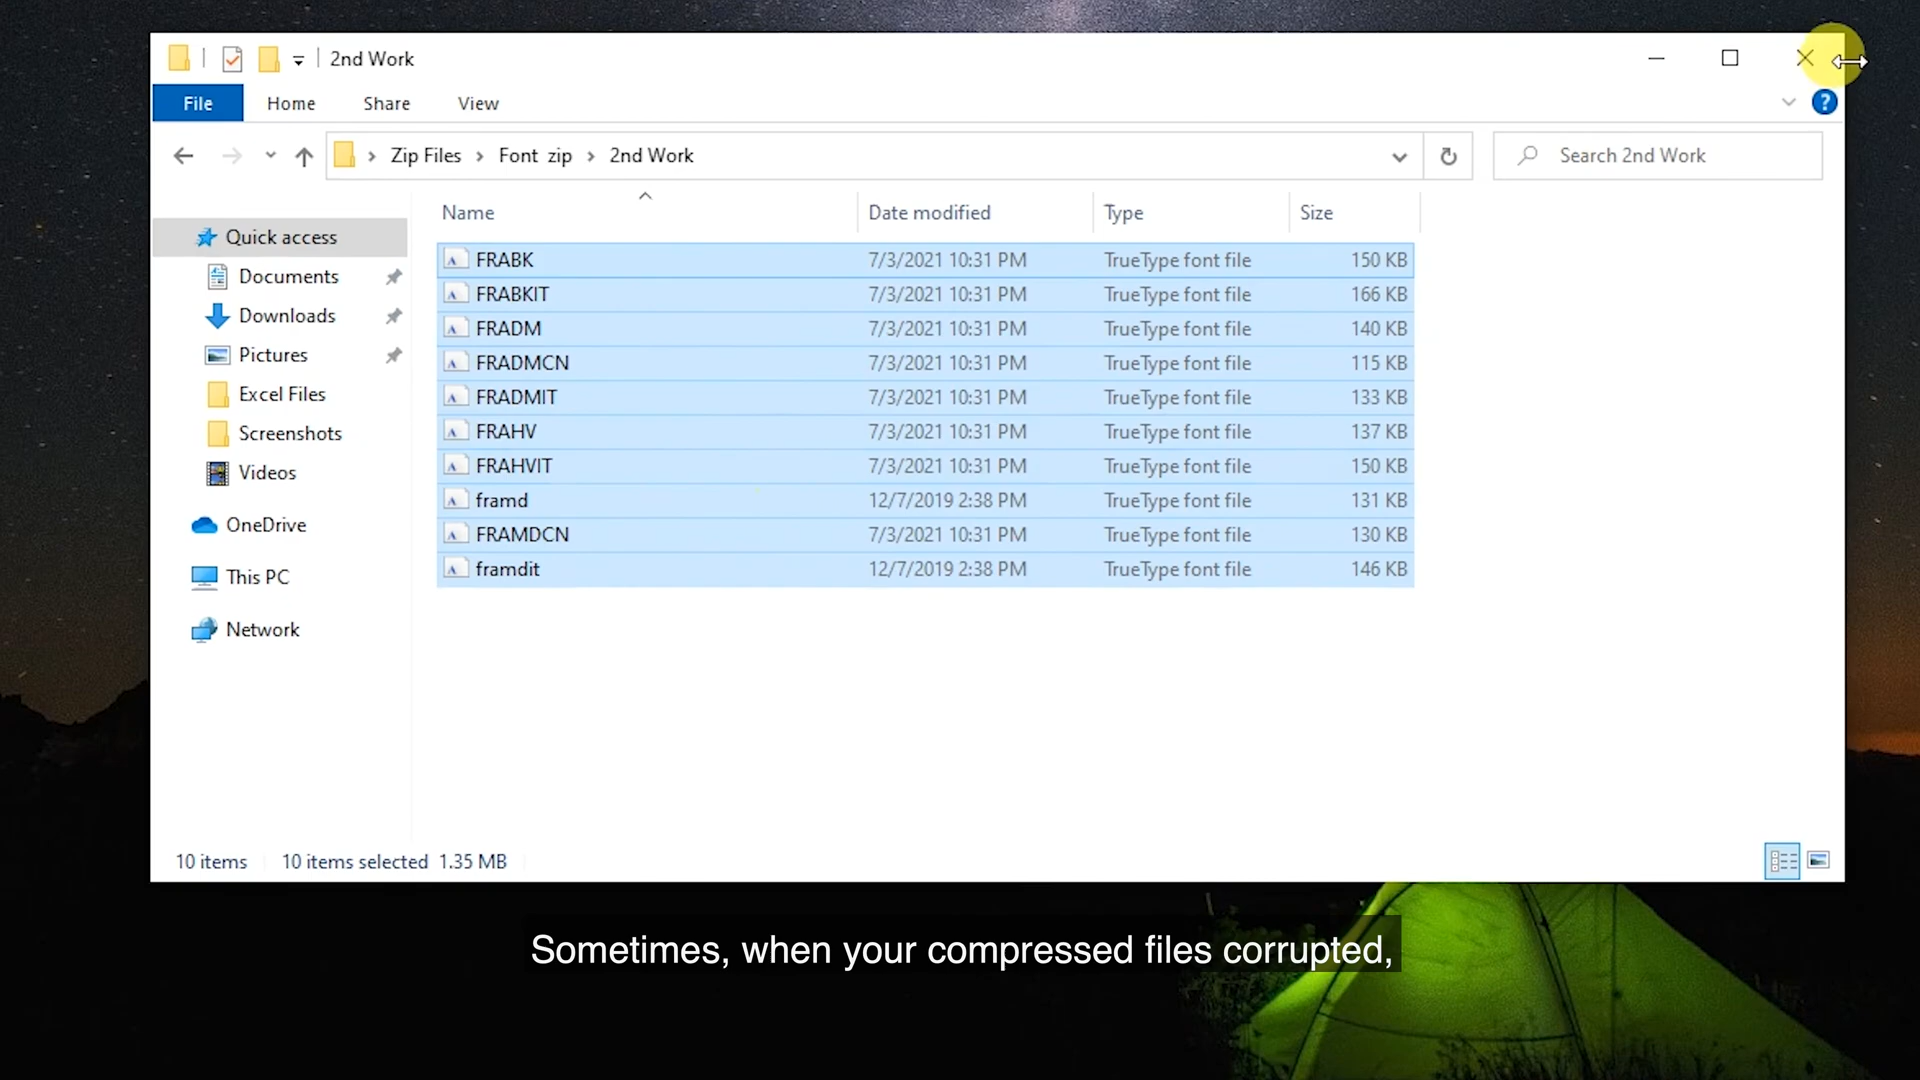 2nd Work
File Home Share View
Zip Files Font zip 2nd Work
Search 2nd Work
Name Date modified Type Size
Quick access
Documents
Downloads
Pictures
Excel Files
Screenshots
Videos
OneDrive
This PC
Network
FRABK 7/3/2021 10:31 PM TrueType font file 150 KB
FRABKIT 7/3/2021 10:31 PM TrueType font file 166 KB
FRADM 7/3/2021 10:31 PM TrueType font file 140 KB
FRADMCN 7/3/2021 10:31 PM TrueType font file 115 KB
FRADMIT 7/3/2021 10:31 PM TrueType font file 133 KB
FRAHV 7/3/2021 10:31 PM TrueType font file 137 KB
FRAHVIT 7/3/2021 10:31 PM TrueType font file 150 KB
framd 12/7/2019 2:38 PM TrueType font file 131 KB
FRAMDCN 7/3/2021 10:31 PM TrueType font file 130 KB
framdit 12/7/2019 2:38 PM TrueType font file 146 KB
10 items 10 items selected 1.35 MB
Sometimes, when your compressed files corrupted,